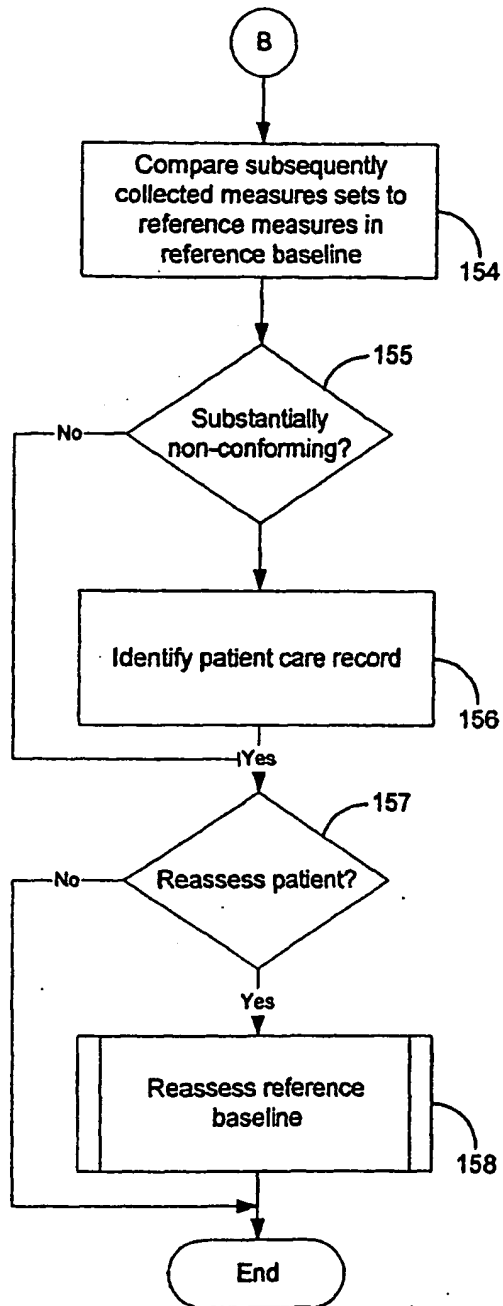 B
Compare subsequently
collected measures sets to
reference measures in
reference baseline
154
155
Substantially
non-conforming?
No
Identify patient care record
156
Yes
157
Reassess patient?
No
Yes
Reassess reference
baseline
158
End